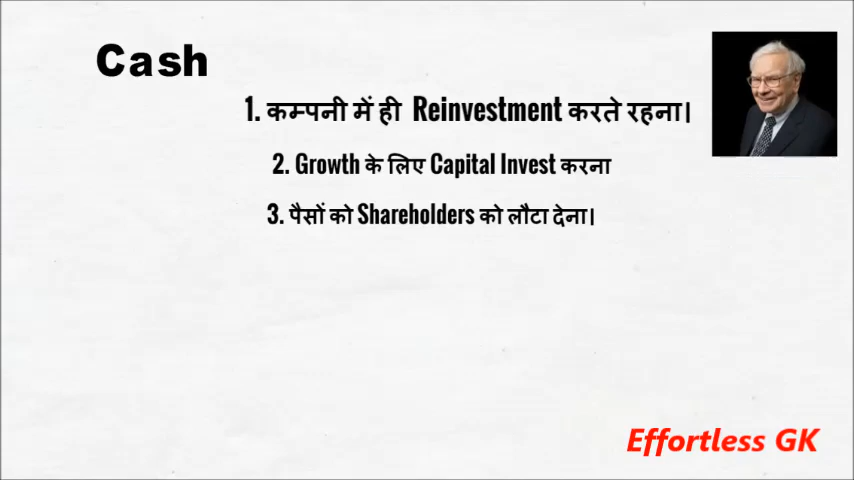 Cash
1. कम्पनी में ही Reinvestment करते रहना।
2. Growth के लिए Capital Invest करना
3. पैसों को Shareholders को लौटा देना।
Effortless GK